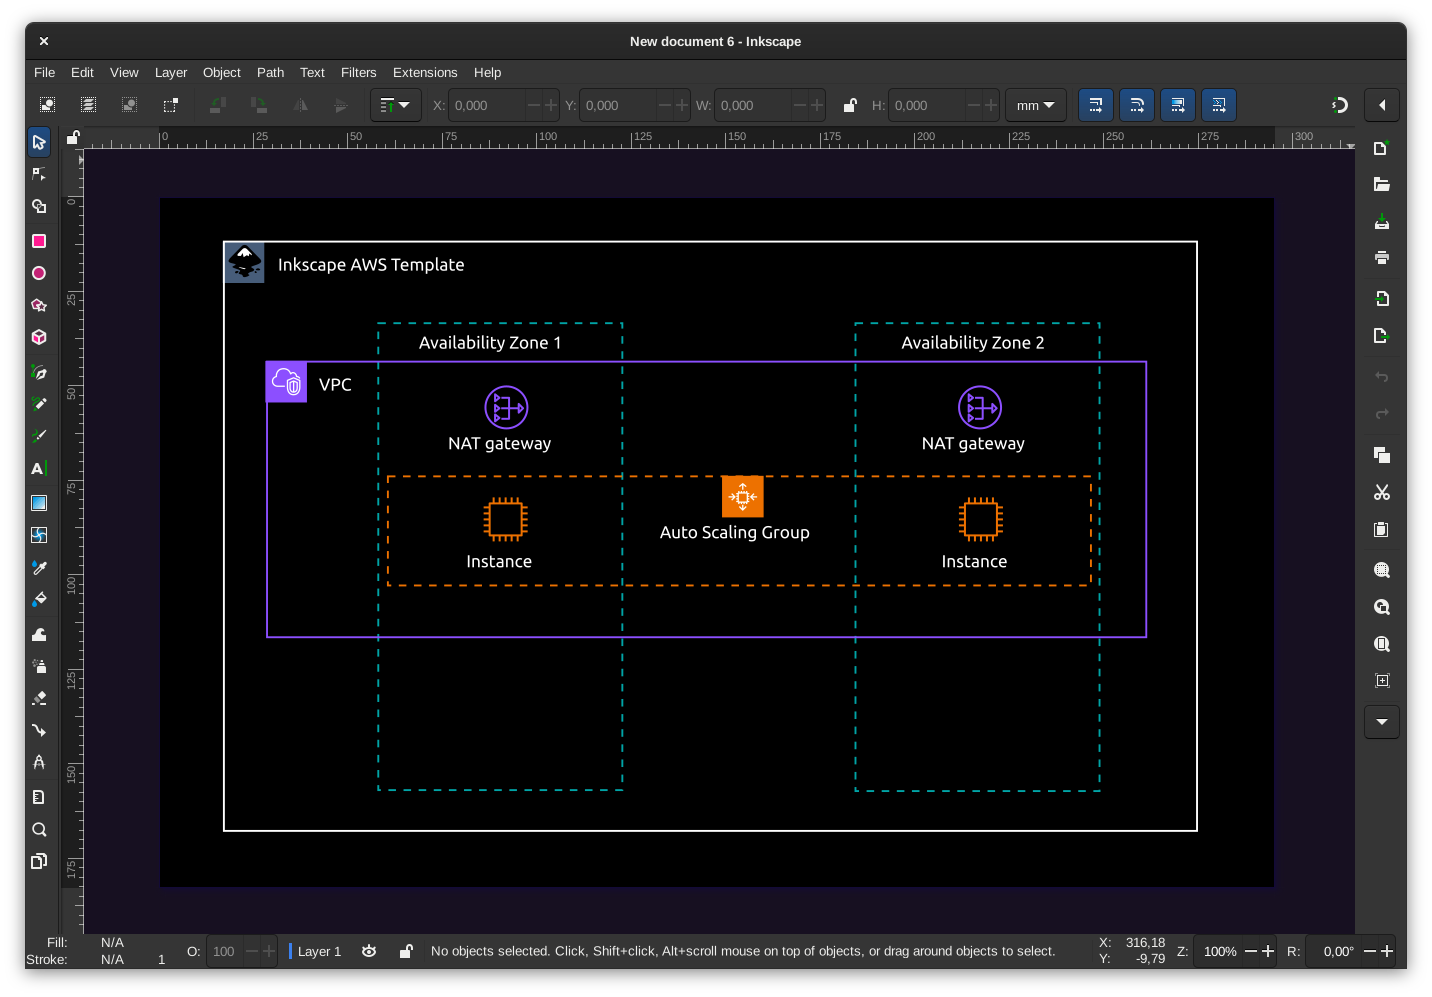 New document 6 - Inkscape
File Edit View Layer Object Path Text Filters Extensions Help
X: 0,000 Y: 0,000 W: 0,000 H: 0,000 mm
0 25 50 75 100 125 150 175 200 225 250 275 300
0
25
50
75
100
125
150
175
Inkscape AWS Template
Availability Zone 1
Availability Zone 2
VPC
NAT gateway
NAT gateway
Auto Scaling Group
Instance
Instance
A
Fill: N/A
Stroke: N/A 1
O: 100
Layer 1
No objects selected. Click, Shift+click, Alt+scroll mouse on top of objects, or drag around objects to select.
X: 316,18
Y: -9,79
Z: 100%
R: 0,00°